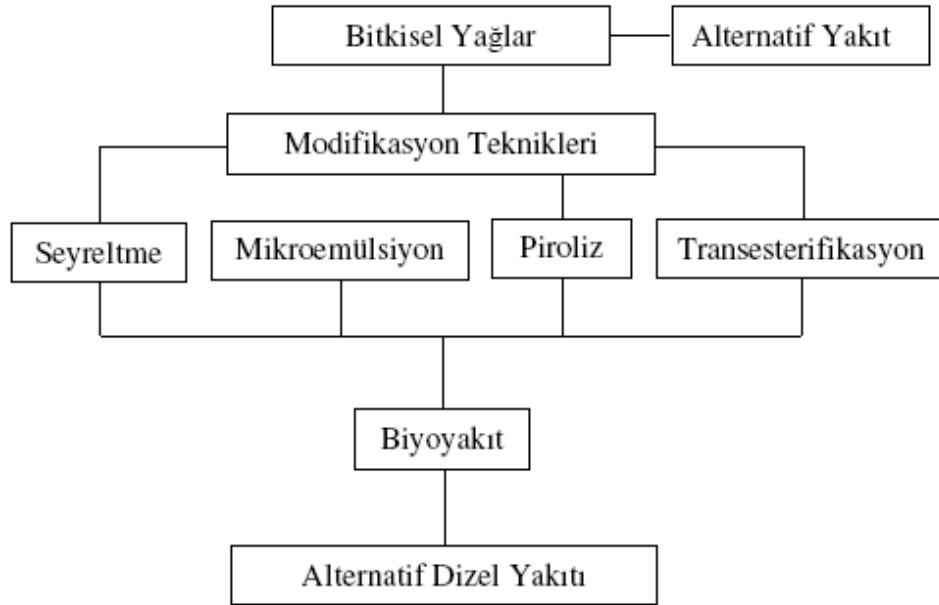 Bitkisel Yağlar
Alternatif Yakıt
Modifikasyon Teknikleri
Seyreltme
Mikroemülsiyon
Piroliz
Transesterifikasyon
Biyoyakıt
Alternatif Dizel Yakıtı